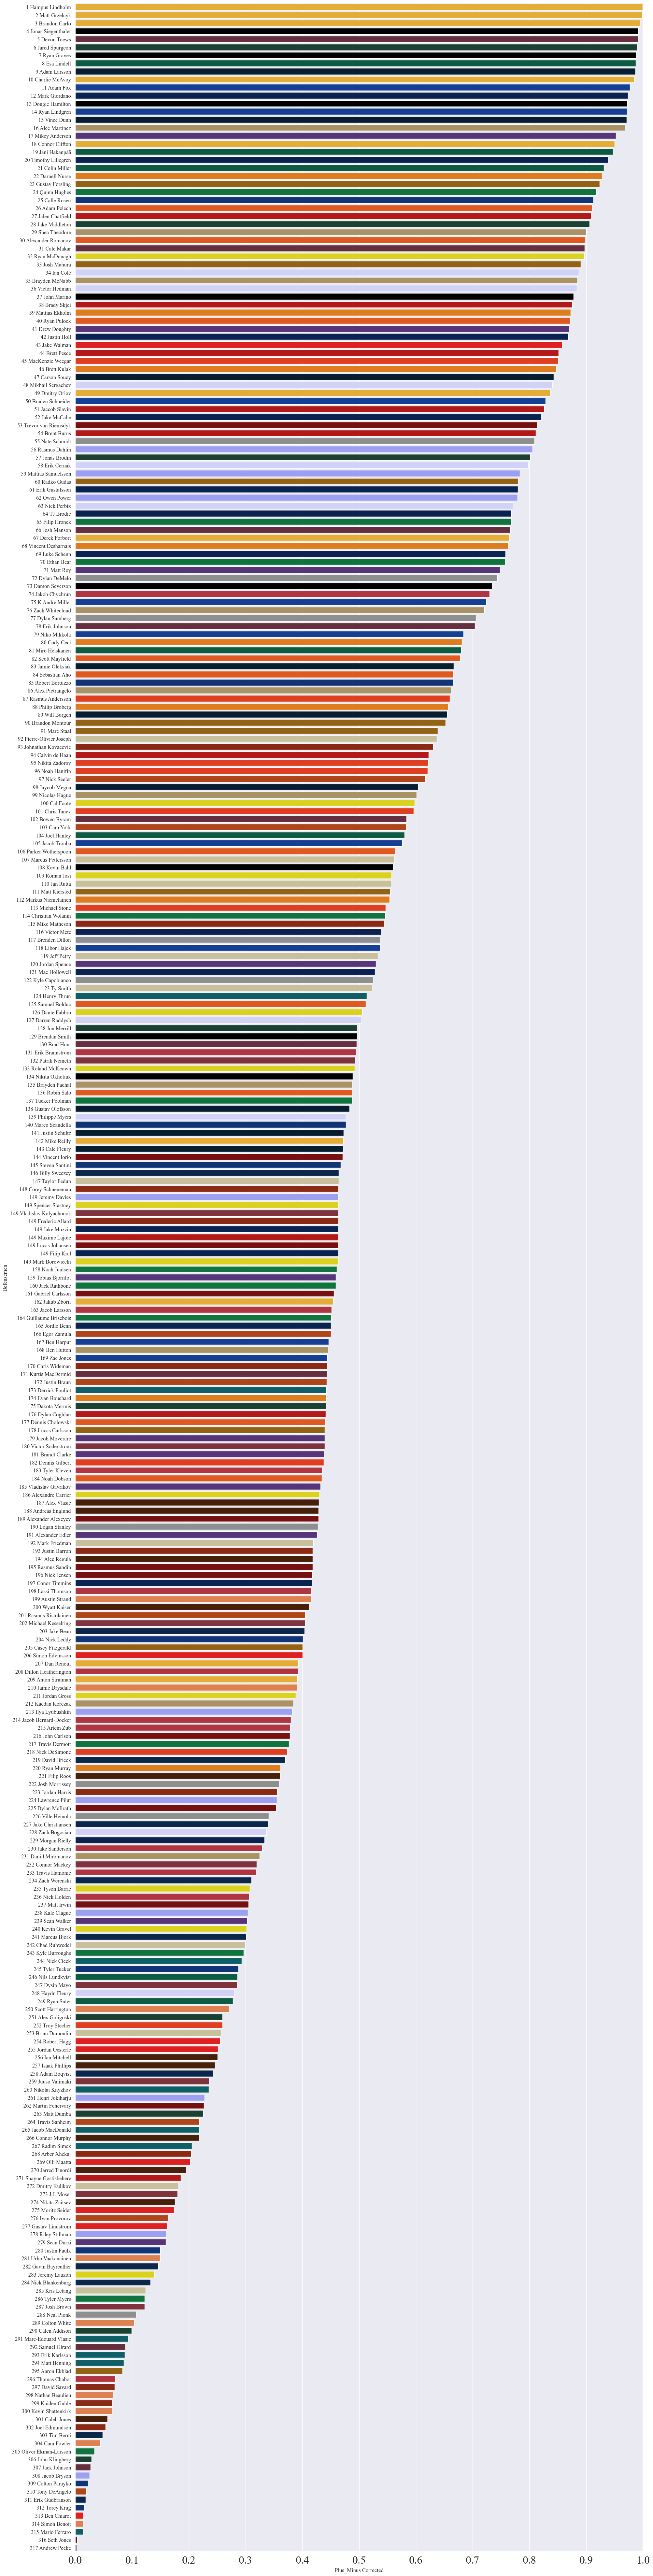 1 Hampus Lindholm
2 Matt Grzelcyk
3 Brandon Carlo
4 Jonas Siegenthaler
5 Devon Toews
6 Jared Spurgeon
7 Ryan Graves
8 Esa Lindell
9 Adam Larsson
10 Charlie McAvoy
11 Adam Fox
12 Mark Giordano
13 Dougie Hamilton
14 Ryan Lindgren
15 Vince Dunn
16 Alec Martinez
17 Mikey Anderson
18 Connor Clifton
19 Jani Hakanpää
20 Timothy Liljegren
21 Colin Miller
22 Darnell Nurse
23 Gustav Forsling
24 Quinn Hughes
25 Calle Rosen
26 Adam Pelech
27 Jalen Chatfield
28 Jake Middleton
29 Shea Theodore
30 Alexander Romanov
31 Cale Makar
32 Ryan McDonagh
33 Josh Mahura
34 Ian Cole
35 Brayden McNabb
36 Victor Hedman
37 John Marino
38 Brady Skjei
39 Mattias Ekholm
40 Ryan Pulock
41 Drew Doughty
42 Justin Holl
43 Jake Walman
44 Brett Pesce
45 MacKenzie Weegar
46 Brett Kulak
47 Carson Soucy
48 Mikhail Sergachev
49 Dmitry Orlov
50 Braden Schneider
51 Jaccob Slavin
52 Jake McCabe
53 Trevor van Riemsdyk
54 Brent Burns
55 Nate Schmidt
56 Rasmus Dahlin
57 Jonas Brodin
58 Erik Cernak
59 Mattias Samuelsson
60 Radko Gudas
61 Erik Gustafsson
62 Owen Power
63 Nick Perbix
64 TJ Brodie
65 Filip Hronek
66 Josh Manson
67 Derek Forbort
68 Vincent Desharnais
69 Luke Schenn
70 Ethan Bear
71 Matt Roy
72 Dylan DeMelo
73 Damon Severson
74 Jakob Chychrun
75 K'Andre Miller
76 Zach Whitecloud
77 Dylan Samberg
78 Erik Johnson
79 Niko Mikkola
80 Cody Ceci
81 Miro Heiskanen
82 Scott Mayfield
83 Jamie Oleksiak
84 Sebastian Aho
85 Robert Bortuzzo
86 Alex Pietrangelo
87 Rasmus Andersson
88 Philip Broberg
89 Will Borgen
90 Brandon Montour
91 Marc Staal
92 Pierre-Olivier Joseph
93 Johnathan Kovacevic
94 Calvin de Haan
95 Nikita Zadorov
96 Noah Hanifin
97 Nick Seeler
98 Jaycob Megna
99 Nicolas Hague
100 Cal Foote
101 Chris Tanev
102 Bowen Byram
103 Cam York
104 Joel Hanley
105 Jacob Trouba
106 Parker Wotherspoon
107 Marcus Pettersson
108 Kevin Bahl
109 Roman Josi
110 Jan Rutta
111 Matt Kiersted
112 Markus Niemelainen
113 Michael Stone
114 Christian Wolanin
115 Mike Matheson
116 Victor Mete
117 Brenden Dillon
118 Libor Hajek
119 Jeff Petry
120 Jordan Spence
121 Mac Hollowell
122 Kyle Capobianco
123 Ty Smith
124 Henry Thrun
125 Samuel Bolduc
126 Dante Fabbro
127 Darren Raddysh
128 Jon Merrill
129 Brendan Smith
130 Brad Hunt
131 Erik Brannstrom
132 Patrik Nemeth
133 Roland McKeown
134 Nikita Okhotiuk
135 Brayden Pachal
136 Robin Salo
137 Tucker Poolman
138 Gustav Olofsson
139 Philippe Myers
140 Marco Scandella
141 Justin Schultz
142 Mike Reilly
143 Cale Fleury
144 Vincent Iorio
145 Steven Santini
146 Billy Sweezey
147 Taylor Fedun
148 Corey Schueneman
149 Jeremy Davies
149 Spencer Stastney
149 Vladislav Kolyachonok
149 Frederic Allard
149 Jake Muzzin
149 Maxime Lajoie
149 Lucas Johansen
149 Filip Kral
149 Mark Borowiecki
158 Noah Juulsen
159 Tobias Bjornfot
160 Jack Rathbone
161 Gabriel Carlsson
162 Jakub Zboril
163 Jacob Larsson
164 Guillaume Brisebois
165 Jordie Benn
166 Egor Zamula
167 Ben Harpur
168 Ben Hutton
169 Zac Jones
170 Chris Wideman
171 Kurtis MacDermid
172 Justin Braun
173 Derrick Pouliot
174 Evan Bouchard
175 Dakota Mermis
176 Dylan Coghlan
177 Dennis Cholowski
178 Lucas Carlsson
179 Jacob Moverare
180 Victor Soderstrom
181 Brandt Clarke
182 Dennis Gilbert
183 Tyler Kleven
184 Noah Dobson
185 Vladislav Gavrikov
186 Alexandre Carrier
187 Alex Vlasic
188 Andreas Englund
189 Alexander Alexeyev
190 Logan Stanley
191 Alexander Edler
192 Mark Friedman
193 Justin Barron
194 Alec Regula
195 Rasmus Sandin
196 Nick Jensen
197 Conor Timmins
198 Lassi Thomson
199 Austin Strand
200 Wyatt Kaiser
201 Rasmus Ristolainen
202 Michael Kesselring
203 Jake Bean
204 Nick Leddy
205 Casey Fitzgerald
206 Simon Edvinsson
207 Dan Renouf
208 Dillon Heatherington
209 Anton Stralman
210 Jamie Drysdale
211 Jordan Gross
212 Kaedan Korczak
213 Ilya Lyubushkin
214 Jacob Bernard-Docker
215 Artem Zub
216 John Carlson
217 Travis Dermott
218 Nick DeSimone
219 David Jiricek
220 Ryan Murray
221 Filip Roos
222 Josh Morrissey
223 Jordan Harris
224 Lawrence Pilut
225 Dylan McIlrath
226 Ville Heinola
227 Jake Christiansen
228 Zach Bogosian
229 Morgan Rielly
230 Jake Sanderson
231 Daniil Miromanov
232 Connor Mackey
233 Travis Hamonic
234 Zach Werenski
235 Tyson Barrie
236 Nick Holden
237 Matt Irwin
238 Kale Clague
239 Sean Walker
240 Kevin Gravel
241 Marcus Bjork
242 Chad Ruhwedel
243 Kyle Burroughs
244 Nick Cicek
245 Tyler Tucker
246 Nils Lundkvist
247 Dysin Mayo
248 Haydn Fleury
249 Ryan Suter
250 Scott Harrington
251 Alex Goligoski
252 Troy Stecher
253 Brian Dumoulin
254 Robert Hagg
255 Jordan Oesterle
256 Ian Mitchell
257 Isaak Phillips
258 Adam Boqvist
259 Juuso Valimaki
260 Nikolai Knyzhov
261 Henri Jokiharju
262 Martin Fehervary
263 Matt Dumba
264 Travis Sanheim
265 Jacob MacDonald
266 Connor Murphy
267 Radim Simek
268 Arber Xhekaj
269 Olli Maatta
270 Jarred Tinordi
271 Shayne Gostisbehere
272 Dmitry Kulikov
273 J.J. Moser
274 Nikita Zaitsev
275 Moritz Seider
276 Ivan Provorov
277 Gustav Lindstrom
278 Riley Stillman
279 Sean Durzi
280 Justin Faulk
281 Urho Vaakanainen
282 Gavin Bayreuther
283 Jeremy Lauzon
284 Nick Blankenburg
285 Kris Letang
286 Tyler Myers
287 Josh Brown
288 Neal Pionk
289 Colton White
290 Calen Addison
291 Marc-Edouard Vlasic
292 Samuel Girard
293 Erik Karlsson
294 Matt Benning
295 Aaron Ekblad
296 Thomas Chabot
297 David Savard
298 Nathan Beaulieu
299 Kaiden Guhle
300 Kevin Shattenkirk
301 Caleb Jones
302 Joel Edmundson
303 Tim Berni
304 Cam Fowler
305 Oliver Ekman-Larsson
306 John Klingberg
307 Jack Johnson
308 Jacob Bryson
309 Colton Parayko
310 Tony DeAngelo
311 Erik Gudbranson
312 Torey Krug
313 Ben Chiarot
314 Simon Benoit
315 Mario Ferraro
316 Seth Jones
317 Andrew Peeke
Defensemen
0.0 0.1 0.2 0.3 0.4 0.5 0.6 0.7 0.8 0.9 1.0
Plus_Minus Corrected